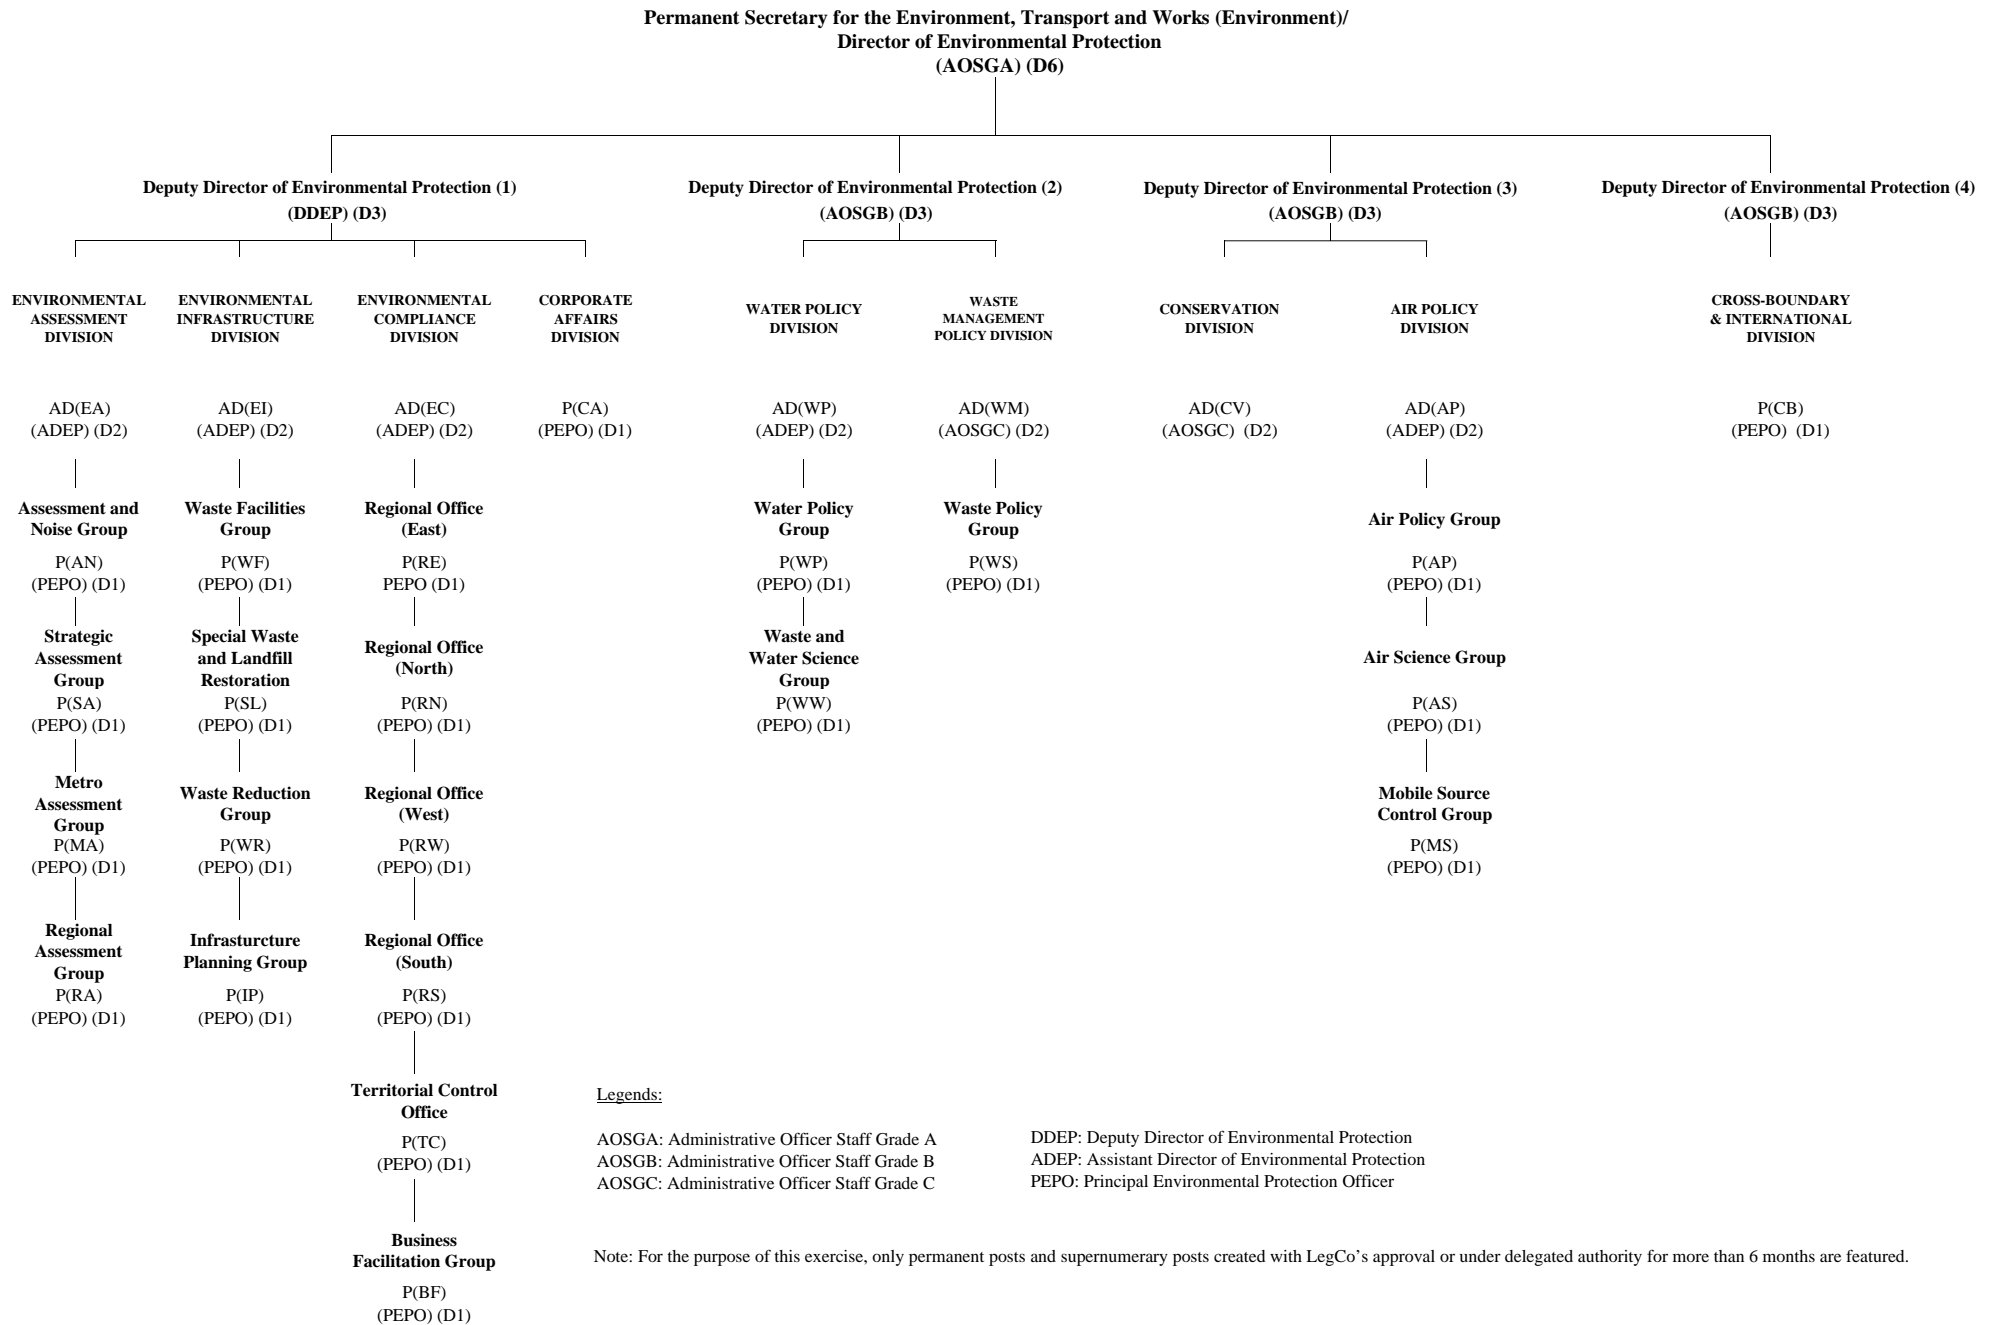 Permanent Secretary for the Environment, Transport and Works (Environment)/
Director of Environmental Protection
(AOSGA) (D6)
Deputy Director of Environmental Protection (1)
(DDEP) (D3)
Deputy Director of Environmental Protection (2)
(AOSGB) (D3)
Deputy Director of Environmental Protection (3)
(AOSGB) (D3)
Deputy Director of Environmental Protection (4)
(AOSGB) (D3)
ENVIRONMENTAL
ASSESSMENT
DIVISION
AD(EA)
(ADEP) (D2)
Assessment and
Noise Group
P(AN)
(PEPO) (D1)
Strategic
Assessment
Group
P(SA)
(PEPO) (D1)
Metro
Assessment
Group
P(MA)
(PEPO) (D1)
Regional
Assessment
Group
P(RA)
(PEPO) (D1)
ENVIRONMENTAL
INFRASTRUCTURE
DIVISION
AD(EI)
(ADEP) (D2)
Waste Facilities
Group
P(WF)
(PEPO) (D1)
Special Waste
and Landfill
Restoration
P(SL)
(PEPO) (D1)
Waste Reduction
Group
P(WR)
(PEPO) (D1)
Infrasturcture
Planning Group
P(IP)
(PEPO) (D1)
ENVIRONMENTAL
COMPLIANCE
DIVISION
AD(EC)
(ADEP) (D2)
Regional Office
(East)
P(RE)
PEPO (D1)
Regional Office
(North)
P(RN)
(PEPO) (D1)
Regional Office
(West)
P(RW)
(PEPO) (D1)
Regional Office
(South)
P(RS)
(PEPO) (D1)
Territorial Control
Office
P(TC)
(PEPO) (D1)
Business
Facilitation Group
P(BF)
(PEPO) (D1)
CORPORATE
AFFAIRS
DIVISION
P(CA)
(PEPO) (D1)
WATER POLICY
DIVISION
AD(WP)
(ADEP) (D2)
Water Policy
Group
P(WP)
(PEPO) (D1)
Waste and
Water Science
Group
P(WW)
(PEPO) (D1)
WASTE
MANAGEMENT
POLICY DIVISION
AD(WM)
(AOSGC) (D2)
Waste Policy
Group
P(WS)
(PEPO) (D1)
CONSERVATION
DIVISION
AD(CV)
(AOSGC) (D2)
AIR POLICY
DIVISION
AD(AP)
(ADEP) (D2)
Air Policy Group
P(AP)
(PEPO) (D1)
Air Science Group
P(AS)
(PEPO) (D1)
Mobile Source
Control Group
P(MS)
(PEPO) (D1)
CROSS-BOUNDARY
& INTERNATIONAL
DIVISION
P(CB)
(PEPO) (D1)
Legends:
AOSGA: Administrative Officer Staff Grade A
AOSGB: Administrative Officer Staff Grade B
AOSGC: Administrative Officer Staff Grade C
DDEP: Deputy Director of Environmental Protection
ADEP: Assistant Director of Environmental Protection
PEPO: Principal Environmental Protection Officer
Note: For the purpose of this exercise, only permanent posts and supernumerary posts created with LegCo’s approval or under delegated authority for more than 6 months are featured.